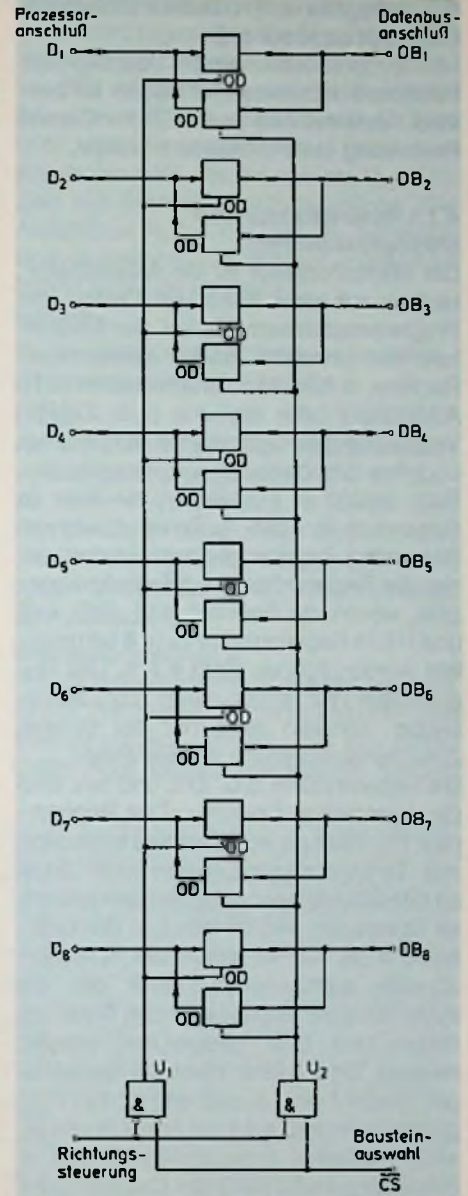 Prozessor-
anschluß
Datenbus-
anschluß
D₁
DB₁
OD
OD
D₂
DB₂
OD
OD
D₃
DB₃
OD
OD
D₄
DB₄
OD
OD
D₅
DB₅
OD
OD
D₆
DB₆
OD
OD
D₇
DB₇
OD
OD
D₈
DB₈
OD
OD
U₁
U₂
&
&
Richtungs-
steuerung
Baustein-
auswahl
C̅S̅